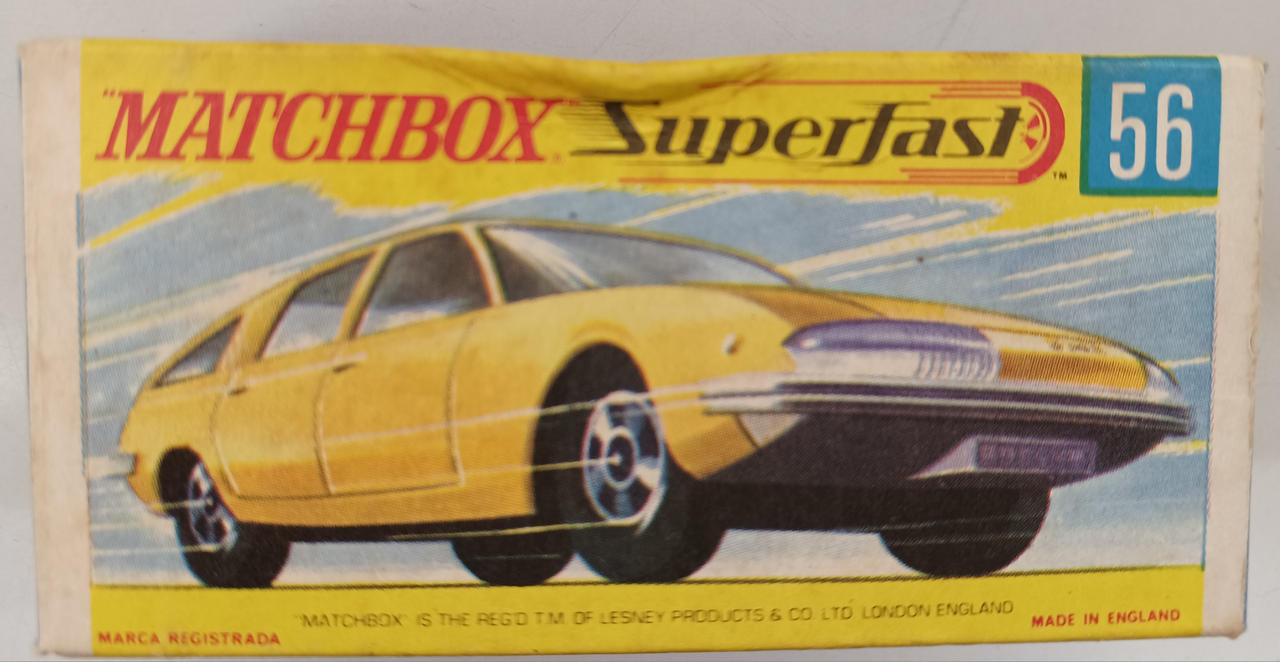 "MATCHBOX" Superfast 56
TM
"MATCHBOX" IS THE REG'D T.M. OF LESNEY PRODUCTS & CO. LTD LONDON ENGLAND
MARCA REGISTRADA
MADE IN ENGLAND